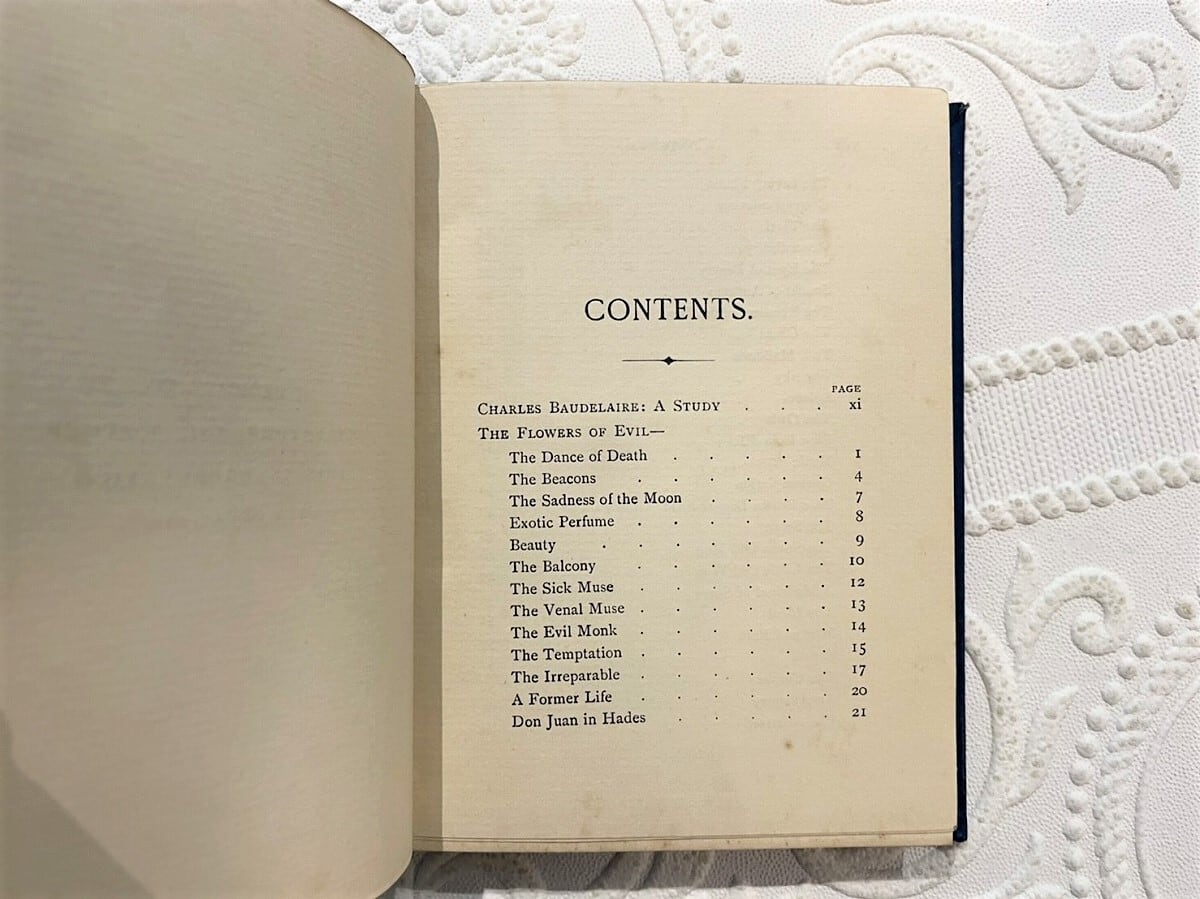 CONTENTS.
PAGE
CHARLES BAUDELAIRE: A STUDY . . . xi
THE FLOWERS OF EVIL—
The Dance of Death . . . . . 1
The Beacons . . . . . . 4
The Sadness of the Moon . . . . 7
Exotic Perfume . . . . . . 8
Beauty . . . . . . . 9
The Balcony . . . . . . 10
The Sick Muse . . . . . . 12
The Venal Muse . . . . . . 13
The Evil Monk . . . . . . 14
The Temptation . . . . . . 15
The Irreparable . . . . . . 17
A Former Life . . . . . . 20
Don Juan in Hades . . . . . 21